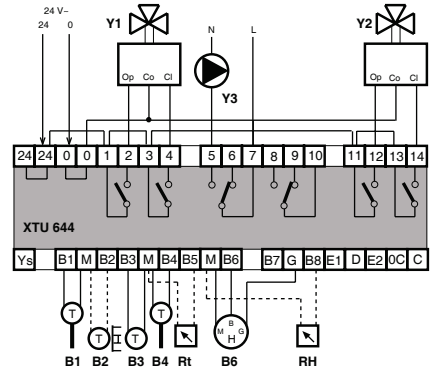 24 V~
24 0
Y1
N
L
Y2
Op Co Cl
Y3
Op Co Cl
24 24 0 0 1 2 3 4 5 6 7 8 9 10 11 12 13 14
XTU 644
Ys B1 M B2 B3 M B4 B5 M B6 B7 G B8 E1 D E2 0C C
T T T T
M B G
H
B1 B2 B3 B4 Rt B6 RH